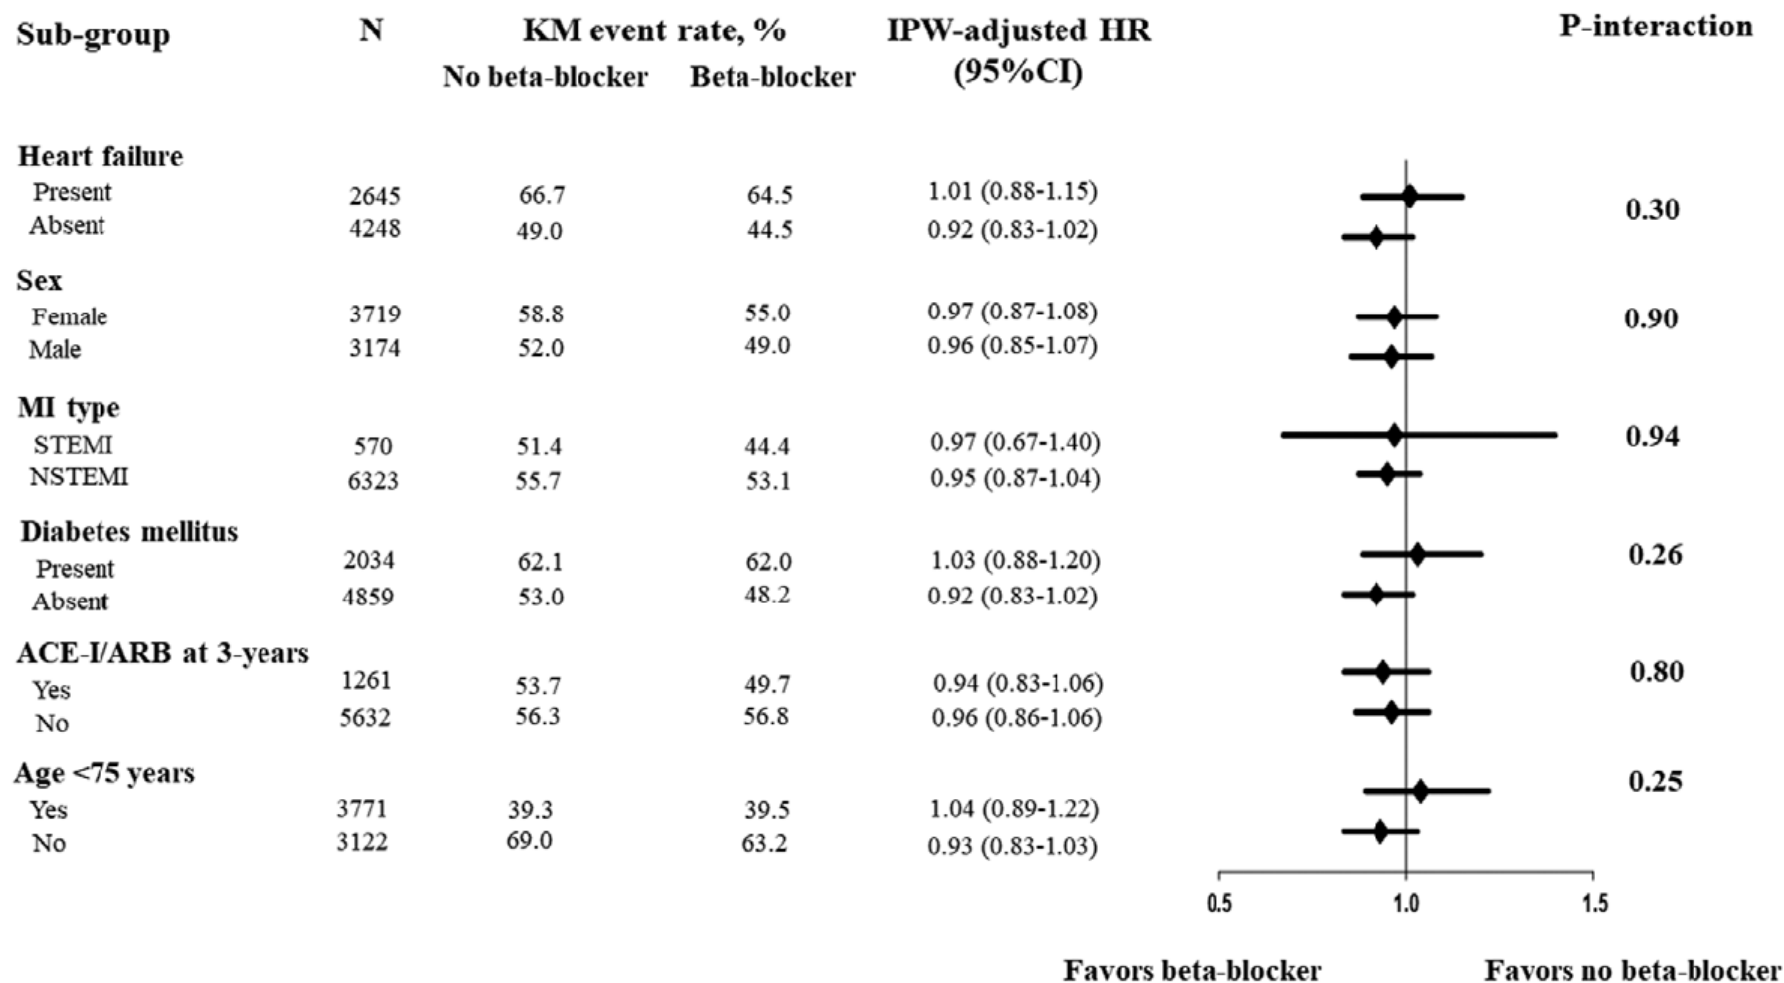 Sub-group N KM event rate, % IPW-adjusted HR P-interaction
No beta-blocker Beta-blocker (95%CI)
Heart failure
Present 2645 66.7 64.5 1.01 (0.88-1.15) 0.30
Absent 4248 49.0 44.5 0.92 (0.83-1.02)
Sex
Female 3719 58.8 55.0 0.97 (0.87-1.08) 0.90
Male 3174 52.0 49.0 0.96 (0.85-1.07)
MI type
STEMI 570 51.4 44.4 0.97 (0.67-1.40) 0.94
NSTEMI 6323 55.7 53.1 0.95 (0.87-1.04)
Diabetes mellitus
Present 2034 62.1 62.0 1.03 (0.88-1.20) 0.26
Absent 4859 53.0 48.2 0.92 (0.83-1.02)
ACE-I/ARB at 3-years
Yes 1261 53.7 49.7 0.94 (0.83-1.06) 0.80
No 5632 56.3 56.8 0.96 (0.86-1.06)
Age <75 years
Yes 3771 39.3 39.5 1.04 (0.89-1.22) 0.25
No 3122 69.0 63.2 0.93 (0.83-1.03)
0.5 1.0 1.5
Favors beta-blocker Favors no beta-blocker